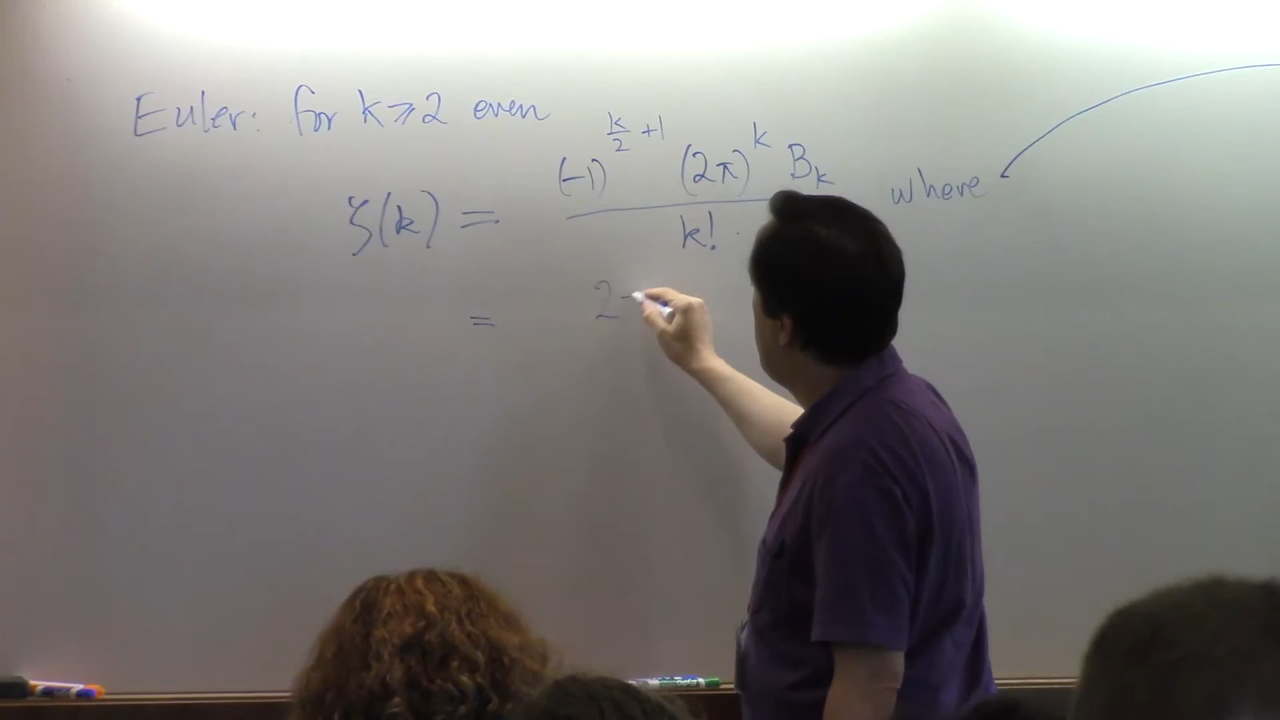 Euler: for k⩾2 even
ζ(k) = (-1)^{k/2 +1} (2π)^k B_k / k! where
= 2